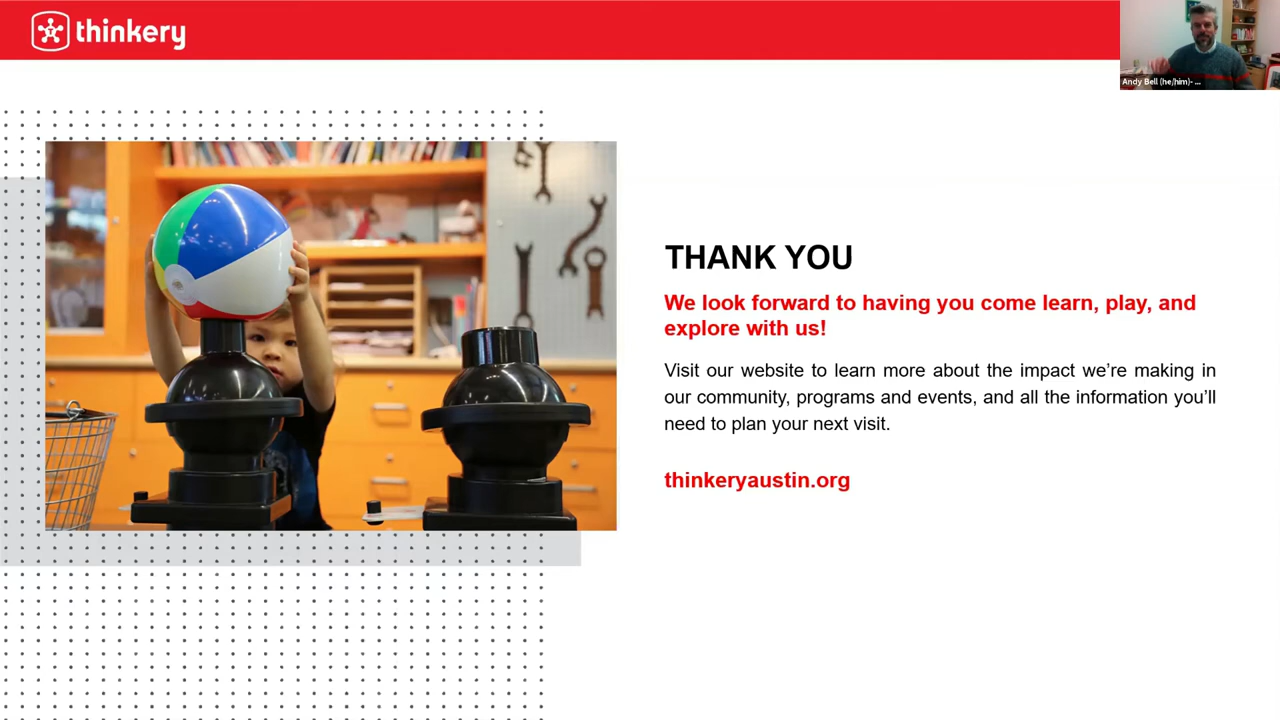 thinkery
Andy Bell (he/him)- ...
THANK YOU
We look forward to having you come learn, play, and
explore with us!
Visit our website to learn more about the impact we’re making in
our community, programs and events, and all the information you’ll
need to plan your next visit.
thinkeryaustin.org